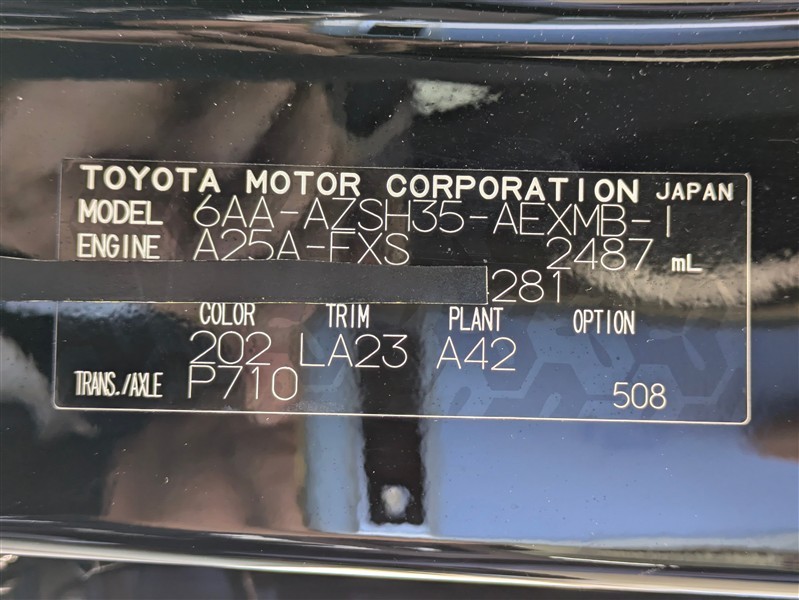 TOYOTA MOTOR CORPORATION JAPAN
MODEL 6AA-AZSH35-AEXMB-I
ENGINE A25A-FXS 2487 mL
281
COLOR TRIM PLANT OPTION
202 LA23 A42
TRANS./AXLE P710 508